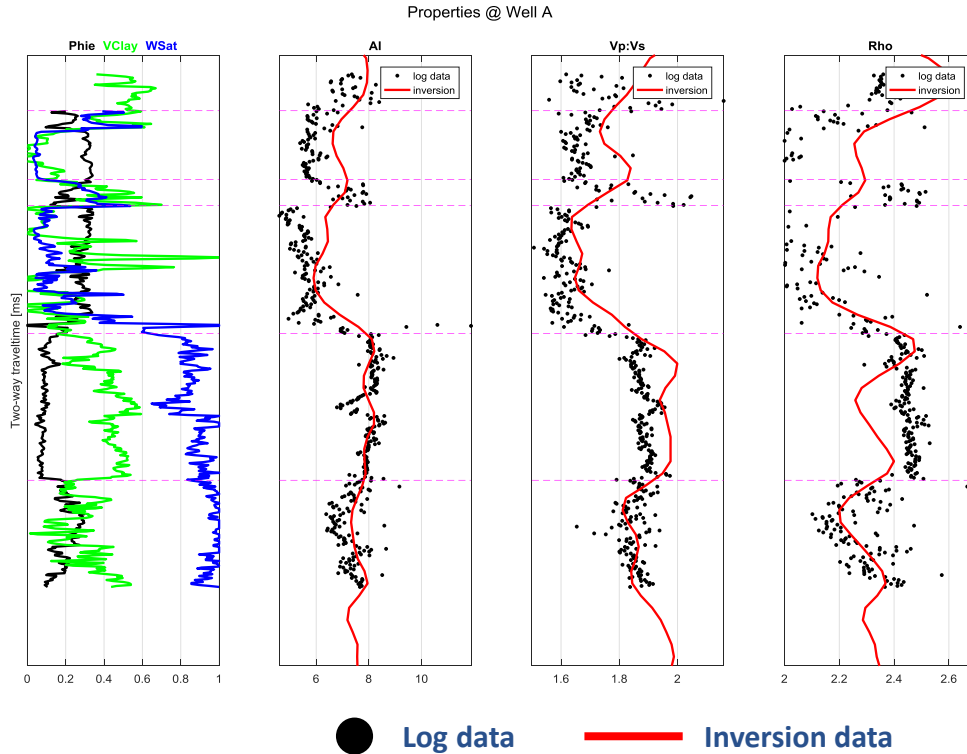 Properties @ Well A
Phie VClay WSat
AI
Vp:Vs
Rho
log data
inversion
log data
inversion
log data
inversion
Two-way traveltime [ms]
0 0.2 0.4 0.6 0.8 1
6 8 10
1.6 1.8 2
2 2.2 2.4 2.6
Log data
Inversion data